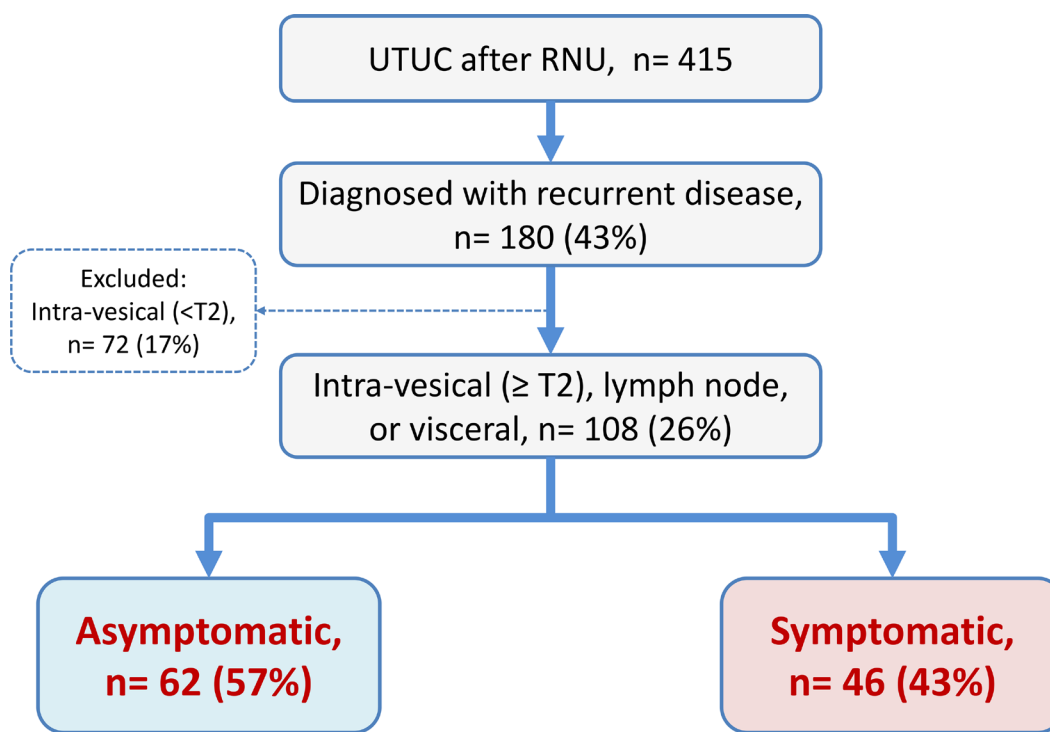 UTUC after RNU,  n= 415
Diagnosed with recurrent disease,
n= 180 (43%)
Excluded:
Intra-vesical (<T2),
n= 72 (17%)
Intra-vesical (≥ T2), lymph node,
or visceral, n= 108 (26%)
Asymptomatic,
n= 62 (57%)
Symptomatic,
n= 46 (43%)